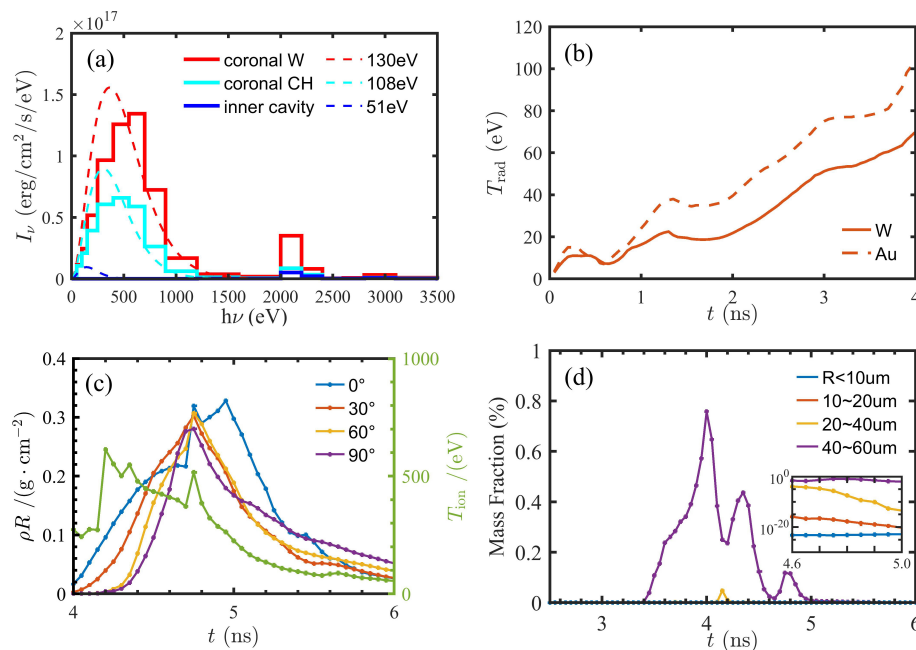 ×10¹⁷
(a)
2
1.5
1
0.5
0
I_ν (erg/cm²/s/eV)
coronal W
coronal CH
inner cavity
130eV
108eV
51eV
0 500 1000 1500 2000 2500 3000 3500
hν (eV)
(b)
120
100
80
60
40
20
0
T_rad (eV)
W
Au
0 1 2 3 4
t (ns)
(c)
0.4
0.3
0.2
0.1
0
ρR /(g · cm⁻²)
0°
30°
60°
90°
1000
500
0
T_ion /(eV)
4 5 6
t (ns)
(d)
1
0.8
0.6
0.4
0.2
0
Mass Fraction (%)
R<10um
10~20um
20~40um
40~60um
10⁰
10⁻²⁰
4.6 5.0
3 4 5 6
t (ns)